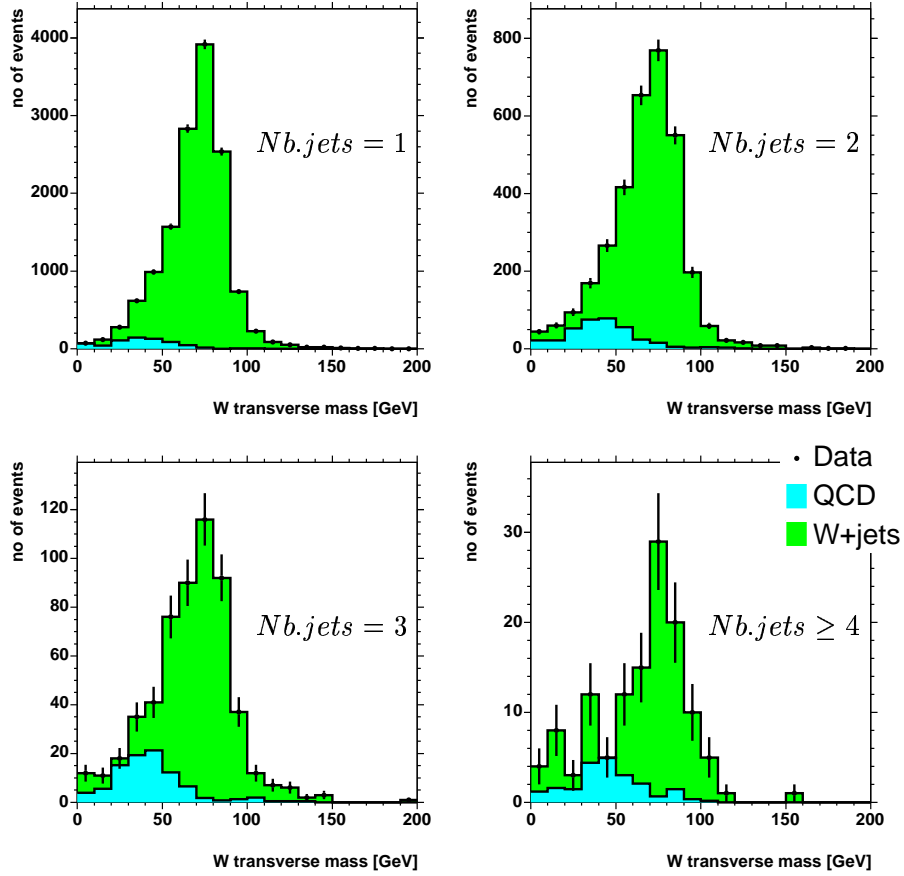 no of events
4000
3000
2000
1000
0
Nb.jets = 1
0 50 100 150 200
W transverse mass [GeV]
no of events
800
600
400
200
0
Nb.jets = 2
0 50 100 150 200
W transverse mass [GeV]
no of events
120
100
80
60
40
20
0
Nb.jets = 3
0 50 100 150 200
W transverse mass [GeV]
no of events
30
20
10
0
Data
QCD
W+jets
Nb.jets ≥ 4
0 50 100 150 200
W transverse mass [GeV]